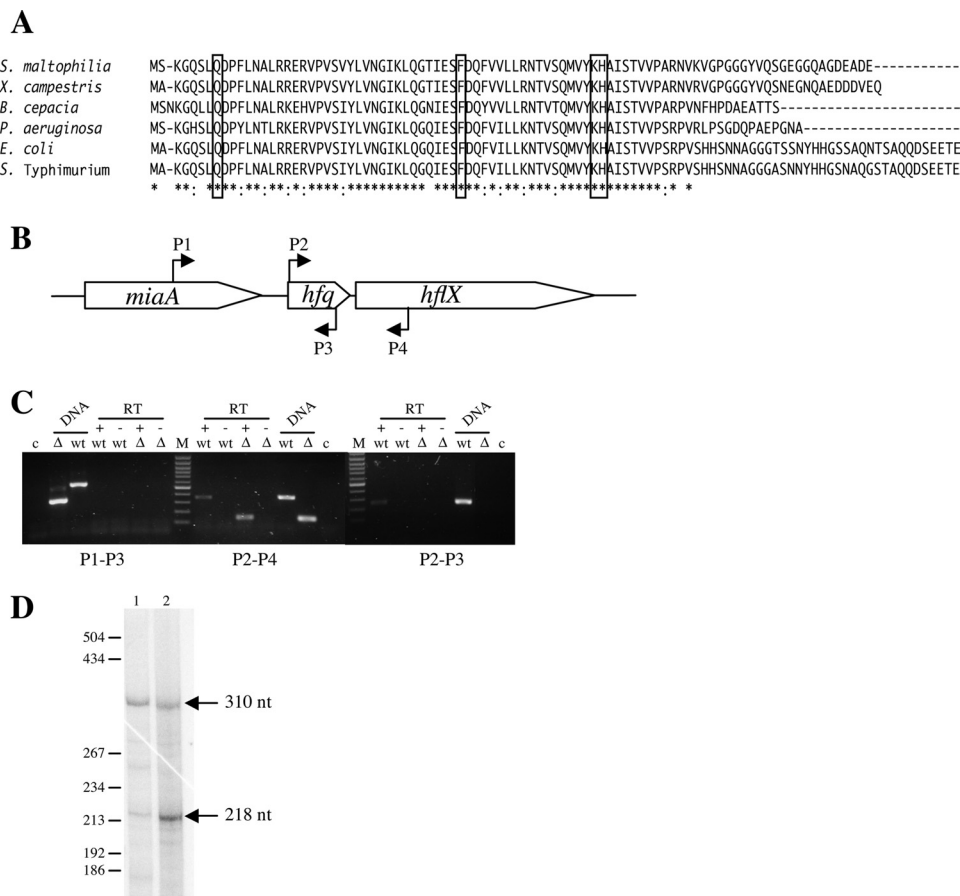 A
S. maltophilia MS-KGQSLQDPFLNALRRERVPVSVYLVNGIKLQGTIESFDQFVVLLRNTVSQMVYKHAISTVVPARNVKVGPGGGYVQSGEGGQAGDEADE-----------
X. campestris MA-KGQSLQDPFLNALRRERVPVSVYLVNGIKLQGTIESFDQFVVLLRNTVSQMVYKHAISTVVPARNVRVGPGGGYVQSNEGNQAEDDDVEQ
B. cepacia MSNKGQLLQDPFLNALRKEHVPVSIYLVNGIKLQGNIESFDQYVVLLRNTVTQMVYKHAISTVVPARPVNFHPDAEATTS-----------------------
P. aeruginosa MS-KGHSLQDPYLNTLRKERVPVSIYLVNGIKLQGQIESFDQFVILLKNTVSQMVYKHAISTVVPSRPVRLPSGDQPAEPGNA--------------------
E. coli MA-KGQSLQDPFLNALRRERVPVSIYLVNGIKLQGQIESFDQFVILLKNTVSQMVYKHAISTVVPSRPVSHHSNNAGGGTSSNYHHGSSAQNTSAQQDSEETE
S. Typhimurium MA-KGQSLQDPFLNALRRERVPVSIYLVNGIKLQGQIESFDQFVILLKNTVSQMVYKHAISTVVPSRPVSHHSNNAGGGASNNYHHGSNAQGSTAQQDSEETE
* **: ****:**:**:*:****:********** ******:*:**:***:*************:* *
B
P1 P2
miaA hfq hflX
P3 P4
C
DNA RT RT DNA RT DNA
+ - + - + - + - + - + -
c Δ wt wt wt Δ Δ M wt wt Δ Δ wt Δ c M wt wt Δ Δ wt Δ c
P1-P3 P2-P4 P2-P3
D
1 2
504
434
310 nt
267
234
213
218 nt
192
186